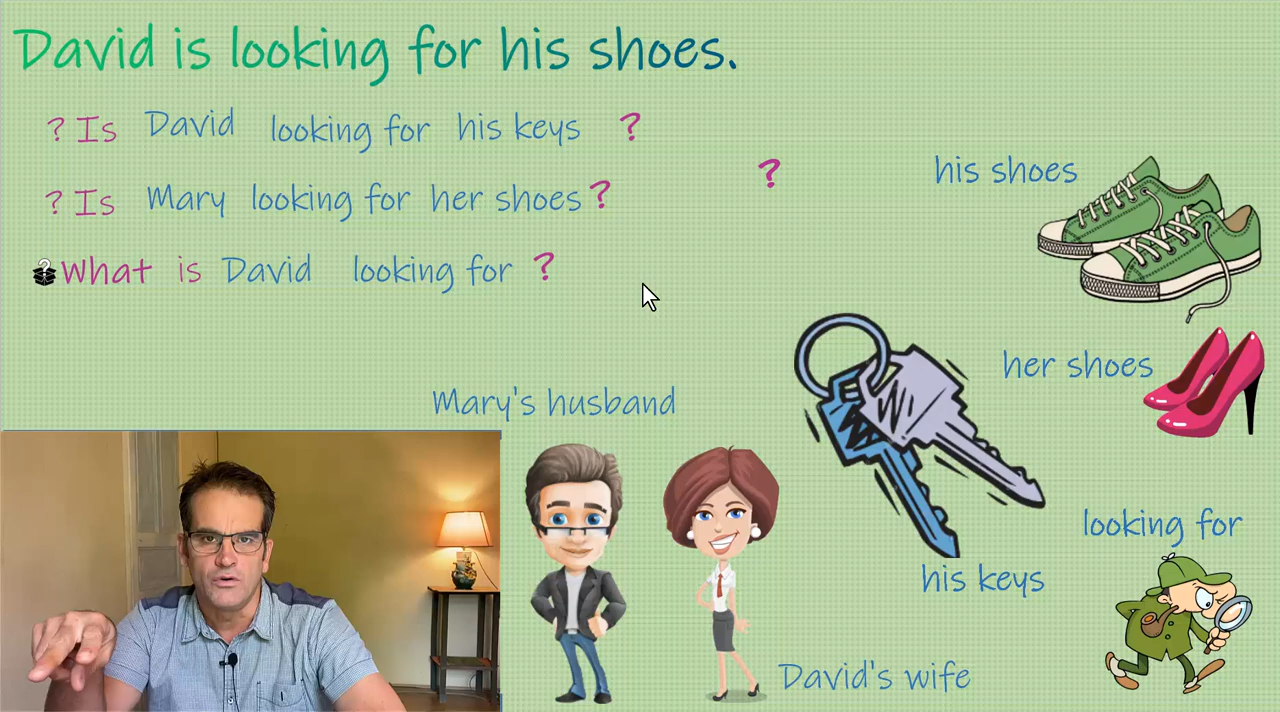 David is looking for his shoes.
? Is David looking for his keys ?
?
his shoes
? Is Mary looking for her shoes ?
What is David looking for ?
her shoes
Mary's husband
looking for
his keys
David's wife